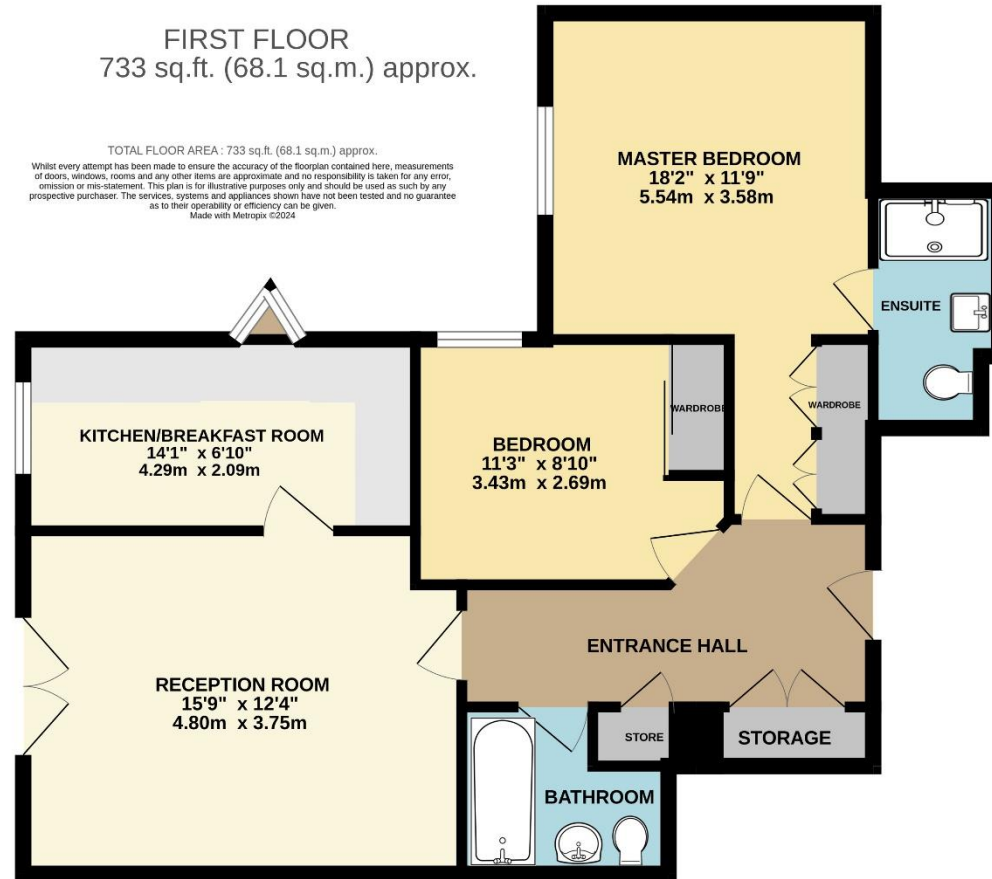 FIRST FLOOR
733 sq.ft. (68.1 sq.m.) approx.
TOTAL FLOOR AREA : 733 sq.ft. (68.1 sq.m.) approx.
Whilst every attempt has been made to ensure the accuracy of the floorplan contained here, measurements
of doors, windows, rooms and any other items are approximate and no responsibility is taken for any error,
omission or mis-statement. This plan is for illustrative purposes only and should be used as such by any
prospective purchaser. The services, systems and appliances shown have not been tested and no guarantee
as to their operability or efficiency can be given.
Made with Metropix ©2024
MASTER BEDROOM
18'2" x 11'9"
5.54m x 3.58m
ENSUITE
WARDROBE
WARDROBE
KITCHEN/BREAKFAST ROOM
14'1" x 6'10"
4.29m x 2.09m
BEDROOM
11'3" x 8'10"
3.43m x 2.69m
ENTRANCE HALL
RECEPTION ROOM
15'9" x 12'4"
4.80m x 3.75m
STORE
STORAGE
BATHROOM